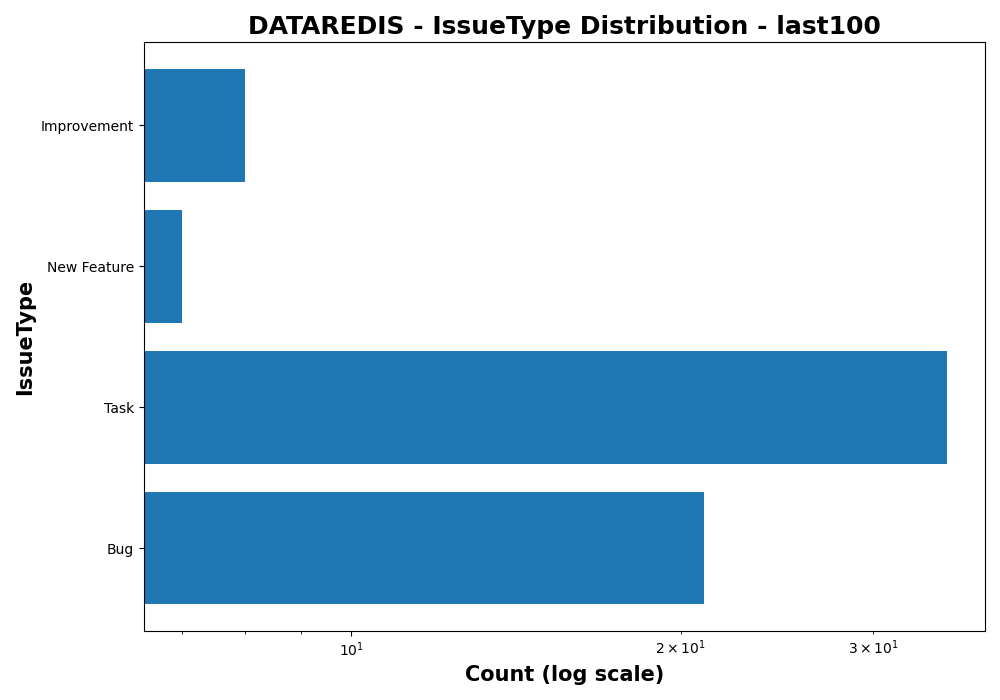 DATAREDIS - IssueType Distribution - last100
Improvement
New Feature
Task
Bug
IssueType
10¹ 2 × 10¹ 3 × 10¹
Count (log scale)